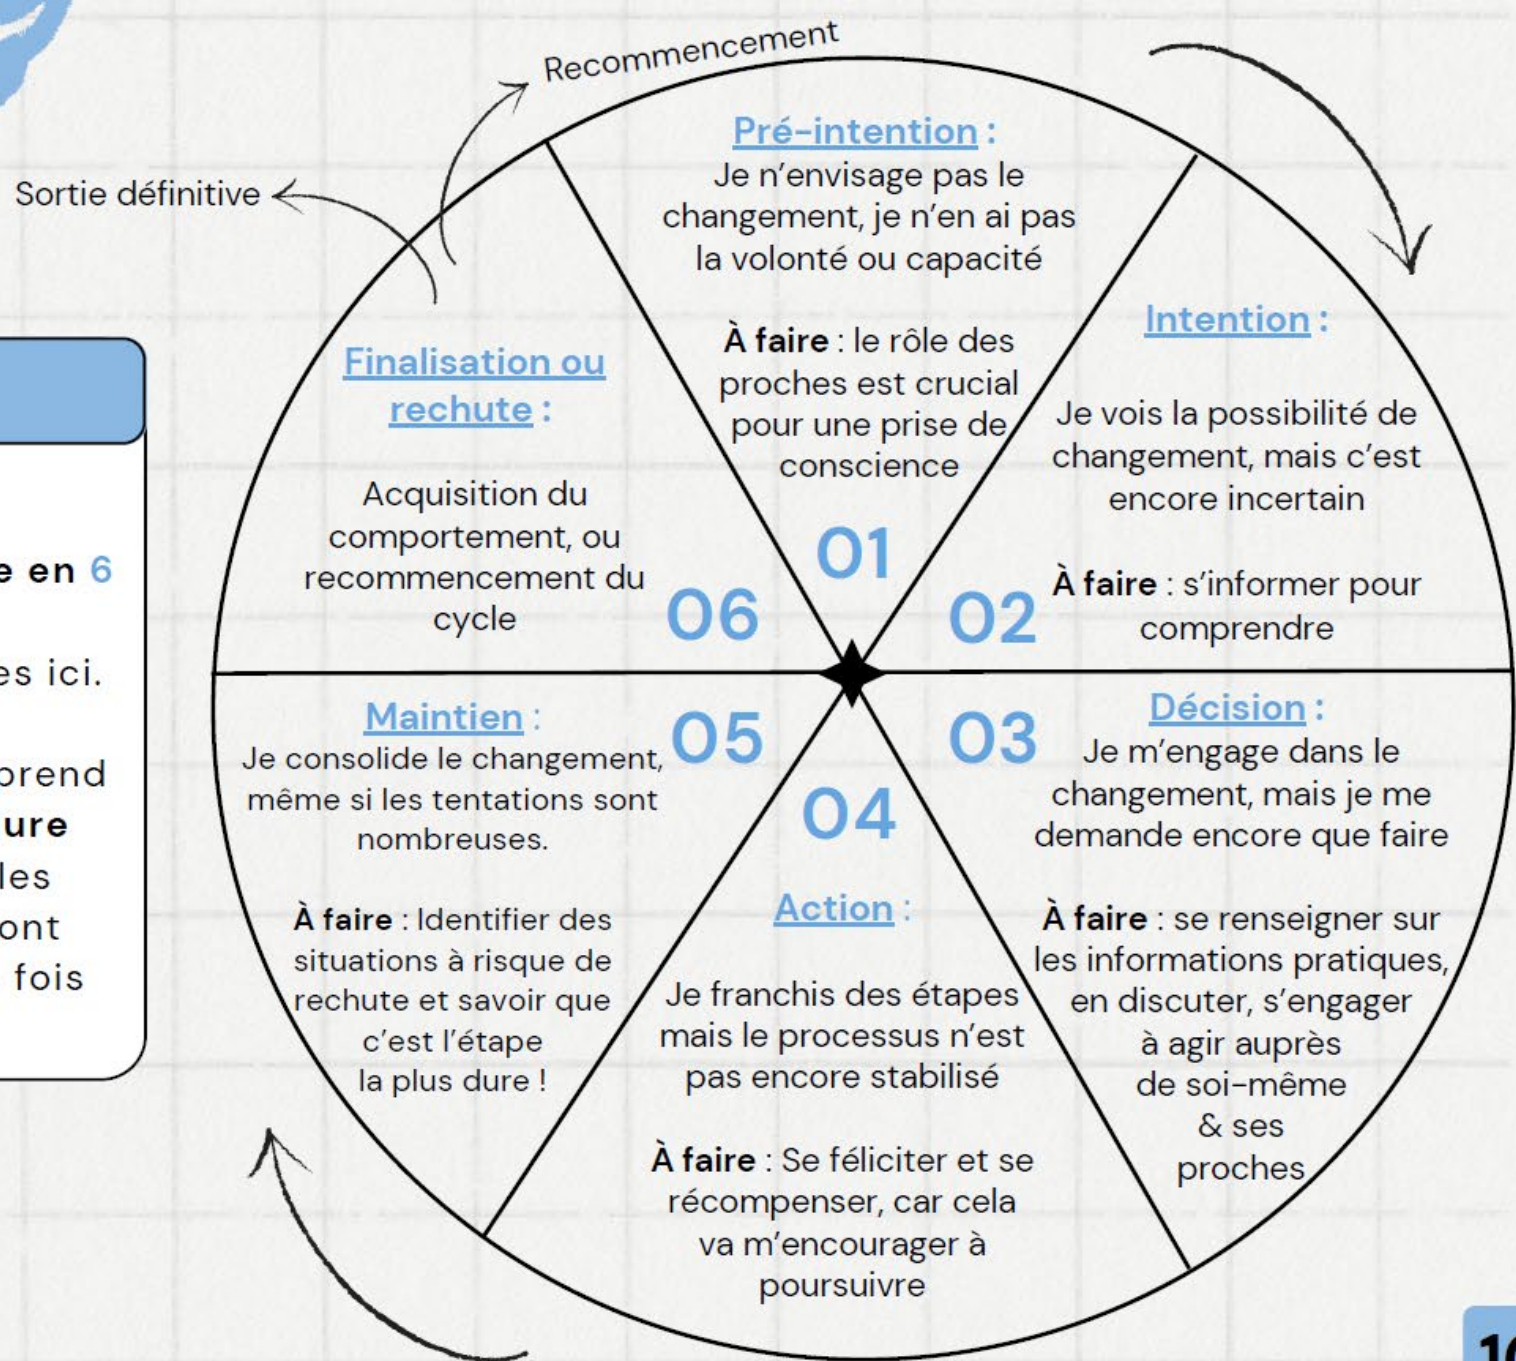 Recommencement
Sortie définitive
Pré-intention :
Je n'envisage pas le
changement, je n'en ai pas
la volonté ou capacité
À faire : le rôle des
proches est crucial
pour une prise de
conscience
01
Intention :
Je vois la possibilité de
changement, mais c'est
encore incertain
À faire : s'informer pour
comprendre
02
Décision :
Je m'engage dans le
changement, mais je me
demande encore que faire
À faire : se renseigner sur
les informations pratiques,
en discuter, s'engager
à agir auprès
de soi-même
& ses
proches
03
04
Action :
Je franchis des étapes
mais le processus n'est
pas encore stabilisé
À faire : Se féliciter et se
récompenser, car cela
va m'encourager à
poursuivre
05
Maintien :
Je consolide le changement,
même si les tentations sont
nombreuses.
À faire : Identifier des
situations à risque de
rechute et savoir que
c'est l'étape
la plus dure !
Finalisation ou
rechute :
Acquisition du
comportement, ou
recommencement du
cycle
06
en 6
ici.
fois